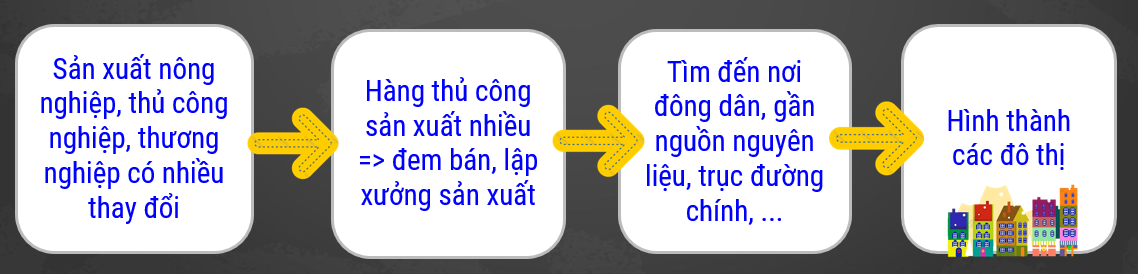 Sản xuất nông
nghiệp, thủ công
nghiệp, thương
nghiệp có nhiều
thay đổi
Hàng thủ công
sản xuất nhiều
=> đem bán, lập
xưởng sản xuất
Tìm đến nơi
đông dân, gần
nguồn nguyên
liệu, trục đường
chính, ...
Hình thành
các đô thị